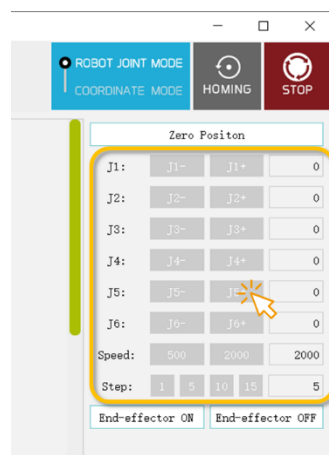 ROBOT JOINT MODE
COORDINATE MODE
HOMING
STOP
Zero Positon
J1: J1- J1+ 0
J2: J2- J2+ 0
J3: J3- J3+ 0
J4: J4- J4+ 0
J5: J5- 0
J6: J6- J6+ 0
Speed: 500 2000 2000
Step: 1 5 10 15 5
End-effector ON End-effector OFF